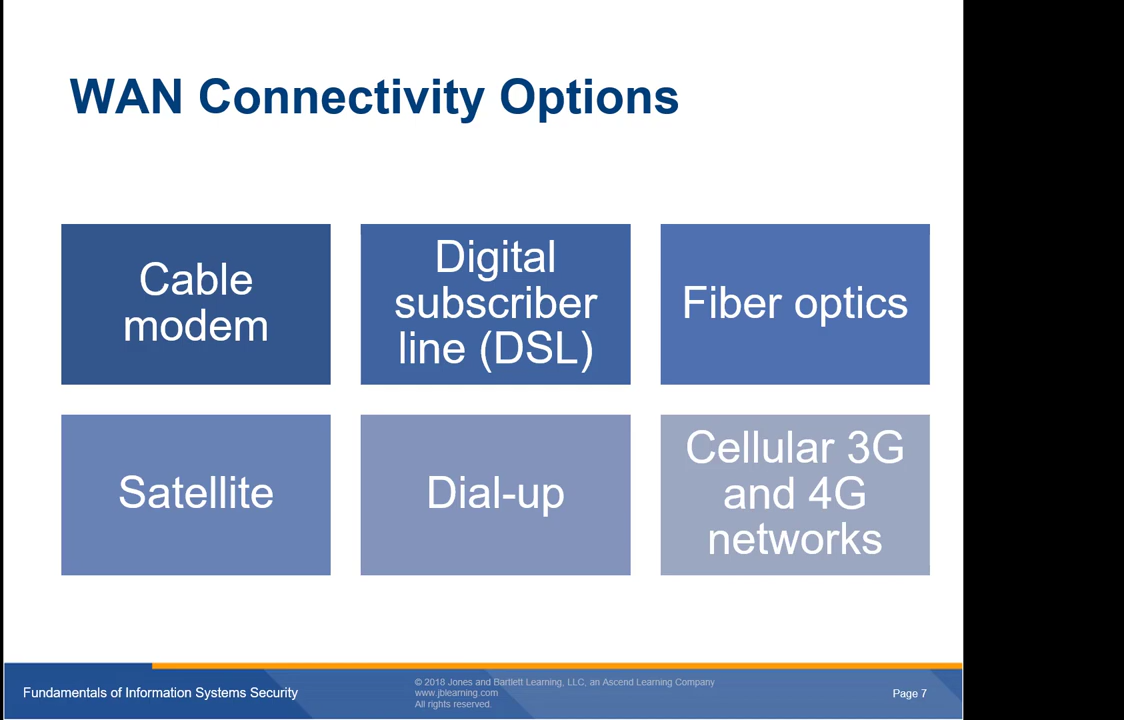 WAN Connectivity Options
Cable
modem
Digital
subscriber
line (DSL)
Fiber optics
Satellite
Dial-up
Cellular 3G
and 4G
networks
Fundamentals of Information Systems Security
© 2018 Jones and Bartlett Learning, LLC, an Ascend Learning Company
www.jblearning.com
All rights reserved.
Page 7